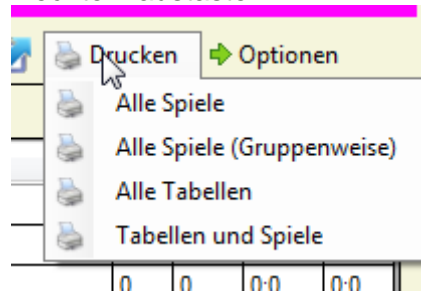 Drucken Optionen
Alle Spiele
Alle Spiele (Gruppenweise)
Alle Tabellen
Tabellen und Spiele
0 0 0:0 0:0